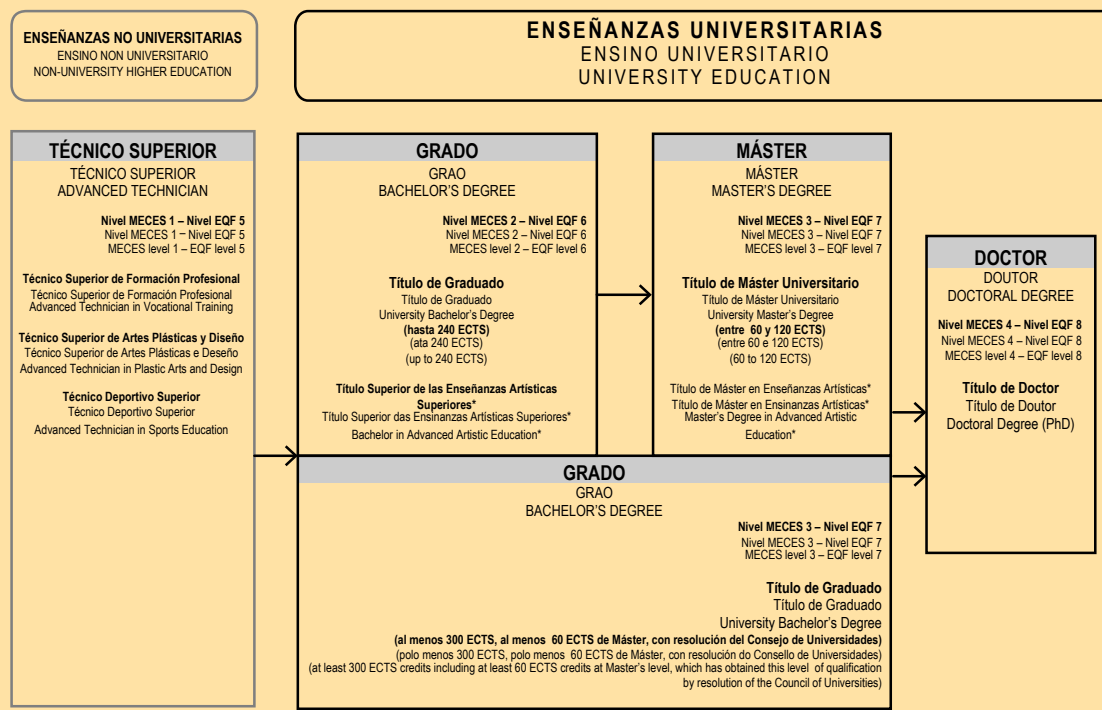 ENSEÑANZAS NO UNIVERSITARIAS
ENSINO NON UNIVERSITARIO
NON-UNIVERSITY HIGHER EDUCATION
ENSEÑANZAS UNIVERSITARIAS
ENSINO UNIVERSITARIO
UNIVERSITY EDUCATION
TÉCNICO SUPERIOR
TÉCNICO SUPERIOR
ADVANCED TECHNICIAN
Nivel MECES 1 – Nivel EQF 5
Nivel MECES 1 – Nivel EQF 5
MECES level 1 – EQF level 5
Técnico Superior de Formación Profesional
Técnico Superior de Formación Profesional
Advanced Technician in Vocational Training
Técnico Superior de Artes Plásticas y Diseño
Técnico Superior de Artes Plásticas e Deseño
Advanced Technician in Plastic Arts and Design
Técnico Deportivo Superior
Técnico Deportivo Superior
Advanced Technician in Sports Education
GRADO
GRAO
BACHELOR'S DEGREE
Nivel MECES 2 – Nivel EQF 6
Nivel MECES 2 – Nivel EQF 6
MECES level 2 – EQF level 6
Título de Graduado
Título de Graduado
University Bachelor's Degree
(hasta 240 ECTS)
(ata 240 ECTS)
(up to 240 ECTS)
Título Superior de las Enseñanzas Artísticas
Superiores*
Título Superior das Ensinanzas Artísticas Superiores*
Bachelor in Advanced Artistic Education*
MÁSTER
MÁSTER
MASTER'S DEGREE
Nivel MECES 3 – Nivel EQF 7
Nivel MECES 3 – Nivel EQF 7
MECES level 3 – EQF level 7
Título de Máster Universitario
Título de Máster Universitario
University Master's Degree
(entre 60 y 120 ECTS)
(entre 60 e 120 ECTS)
(60 to 120 ECTS)
Título de Máster en Enseñanzas Artísticas*
Título de Máster en Ensinanzas Artísticas*
Master's Degree in Advanced Artistic
Education*
DOCTOR
DOUTOR
DOCTORAL DEGREE
Nivel MECES 4 – Nivel EQF 8
Nivel MECES 4 – Nivel EQF 8
MECES level 4 – EQF level 8
Título de Doctor
Título de Doutor
Doctoral Degree (PhD)
GRADO
GRAO
BACHELOR'S DEGREE
Nivel MECES 3 – Nivel EQF 7
Nivel MECES 3 – Nivel EQF 7
MECES level 3 – EQF level 7
Título de Graduado
Título de Graduado
University Bachelor's Degree
(al menos 300 ECTS, al menos 60 ECTS de Máster, con resolución del Consejo de Universidades)
(polo menos 300 ECTS, polo menos 60 ECTS de Máster, con resolución do Consello de Universidades)
(at least 300 ECTS credits including at least 60 ECTS credits at Master's level, which has obtained this level of qualification
by resolution of the Council of Universities)